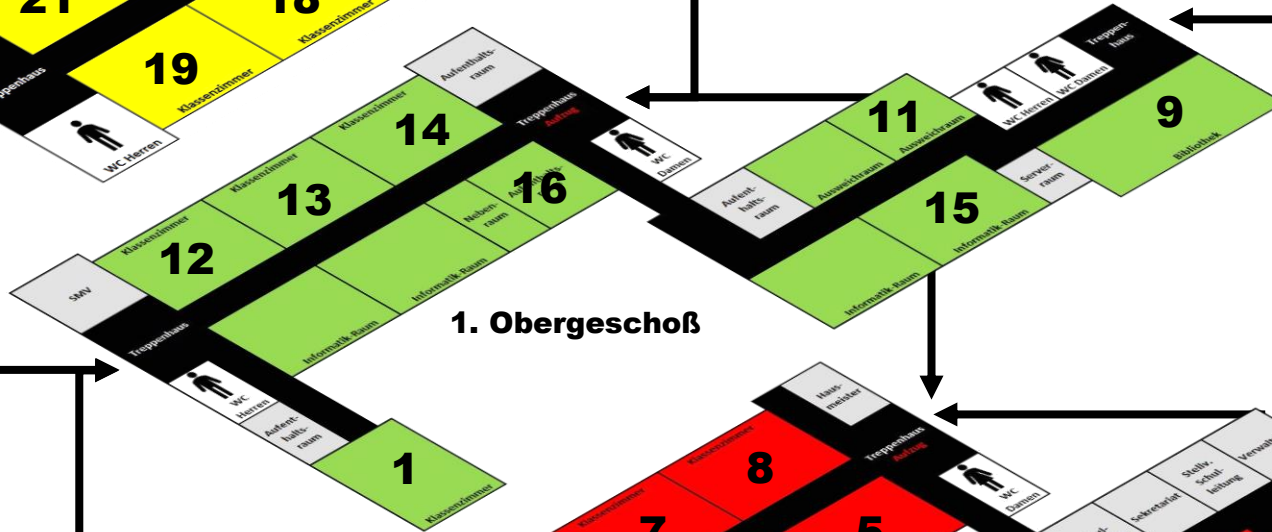 21
18
Klassenzimmer
19
Klassenzimmer
WC Herren
Aufenthalts-
raum
Treppenhaus
Aufzug
WC
Damen
Klassenzimmer
14
Klassenzimmer
13
Klassenzimmer
12
SMV
Treppenhaus
16
Neben-
raum
Informatik-Raum
Informatik-Raum
WC
Herren
Aufent-
halts-
raum
1
Klassenzimmer
1. Obergeschoß
Treppen-
haus
WC Damen
WC Herren
11
Ausweichraum
Ausweichraum
Aufent-
halts-
raum
9
Bibliothek
Server-
raum
15
Informatik-Raum
Informatik-Raum
Haus-
meister
Treppenhaus
Aufzug
WC
Damen
Klassenzimmer
8
Klassenzimmer
7
5
Sekretariat
Stellv.
Schul-
leitung